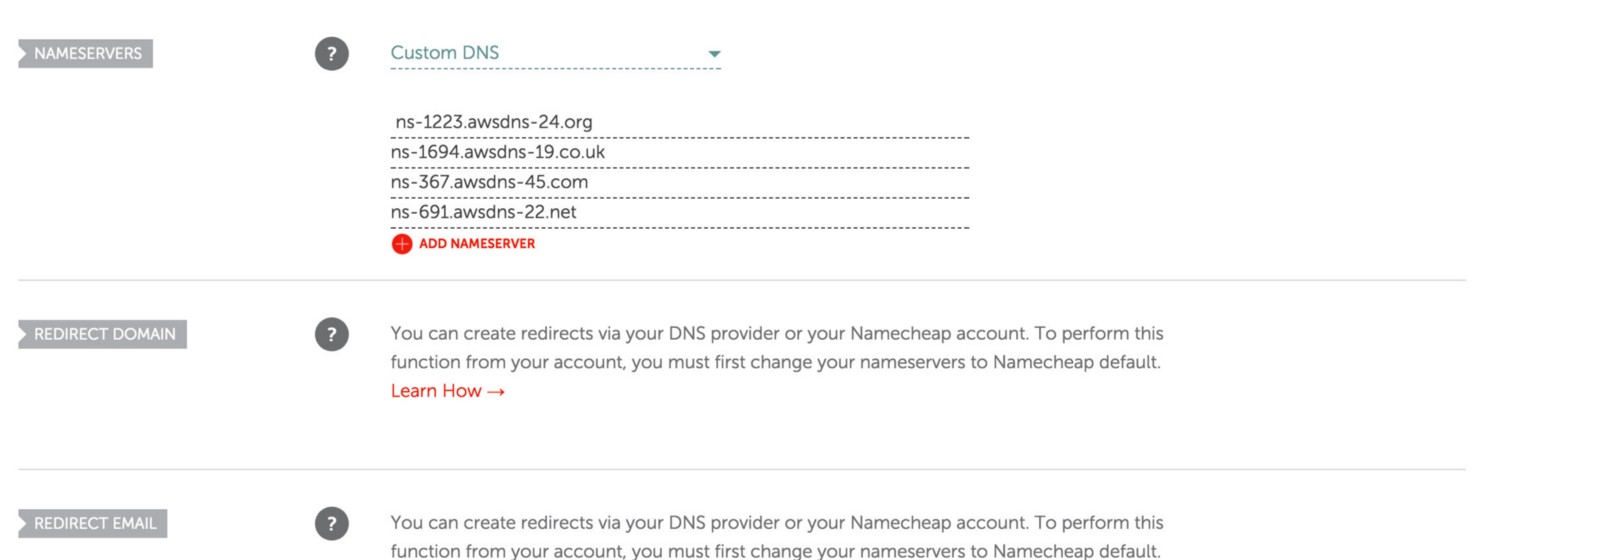 NAMESERVERS
?
Custom DNS
ns-1223.awsdns-24.org
ns-1694.awsdns-19.co.uk
ns-367.awsdns-45.com
ns-691.awsdns-22.net
ADD NAMESERVER
REDIRECT DOMAIN
?
You can create redirects via your DNS provider or your Namecheap account. To perform this
function from your account, you must first change your nameservers to Namecheap default.
Learn How →
REDIRECT EMAIL
?
You can create redirects via your DNS provider or your Namecheap account. To perform this
function from your account, you must first change your nameservers to Namecheap default.